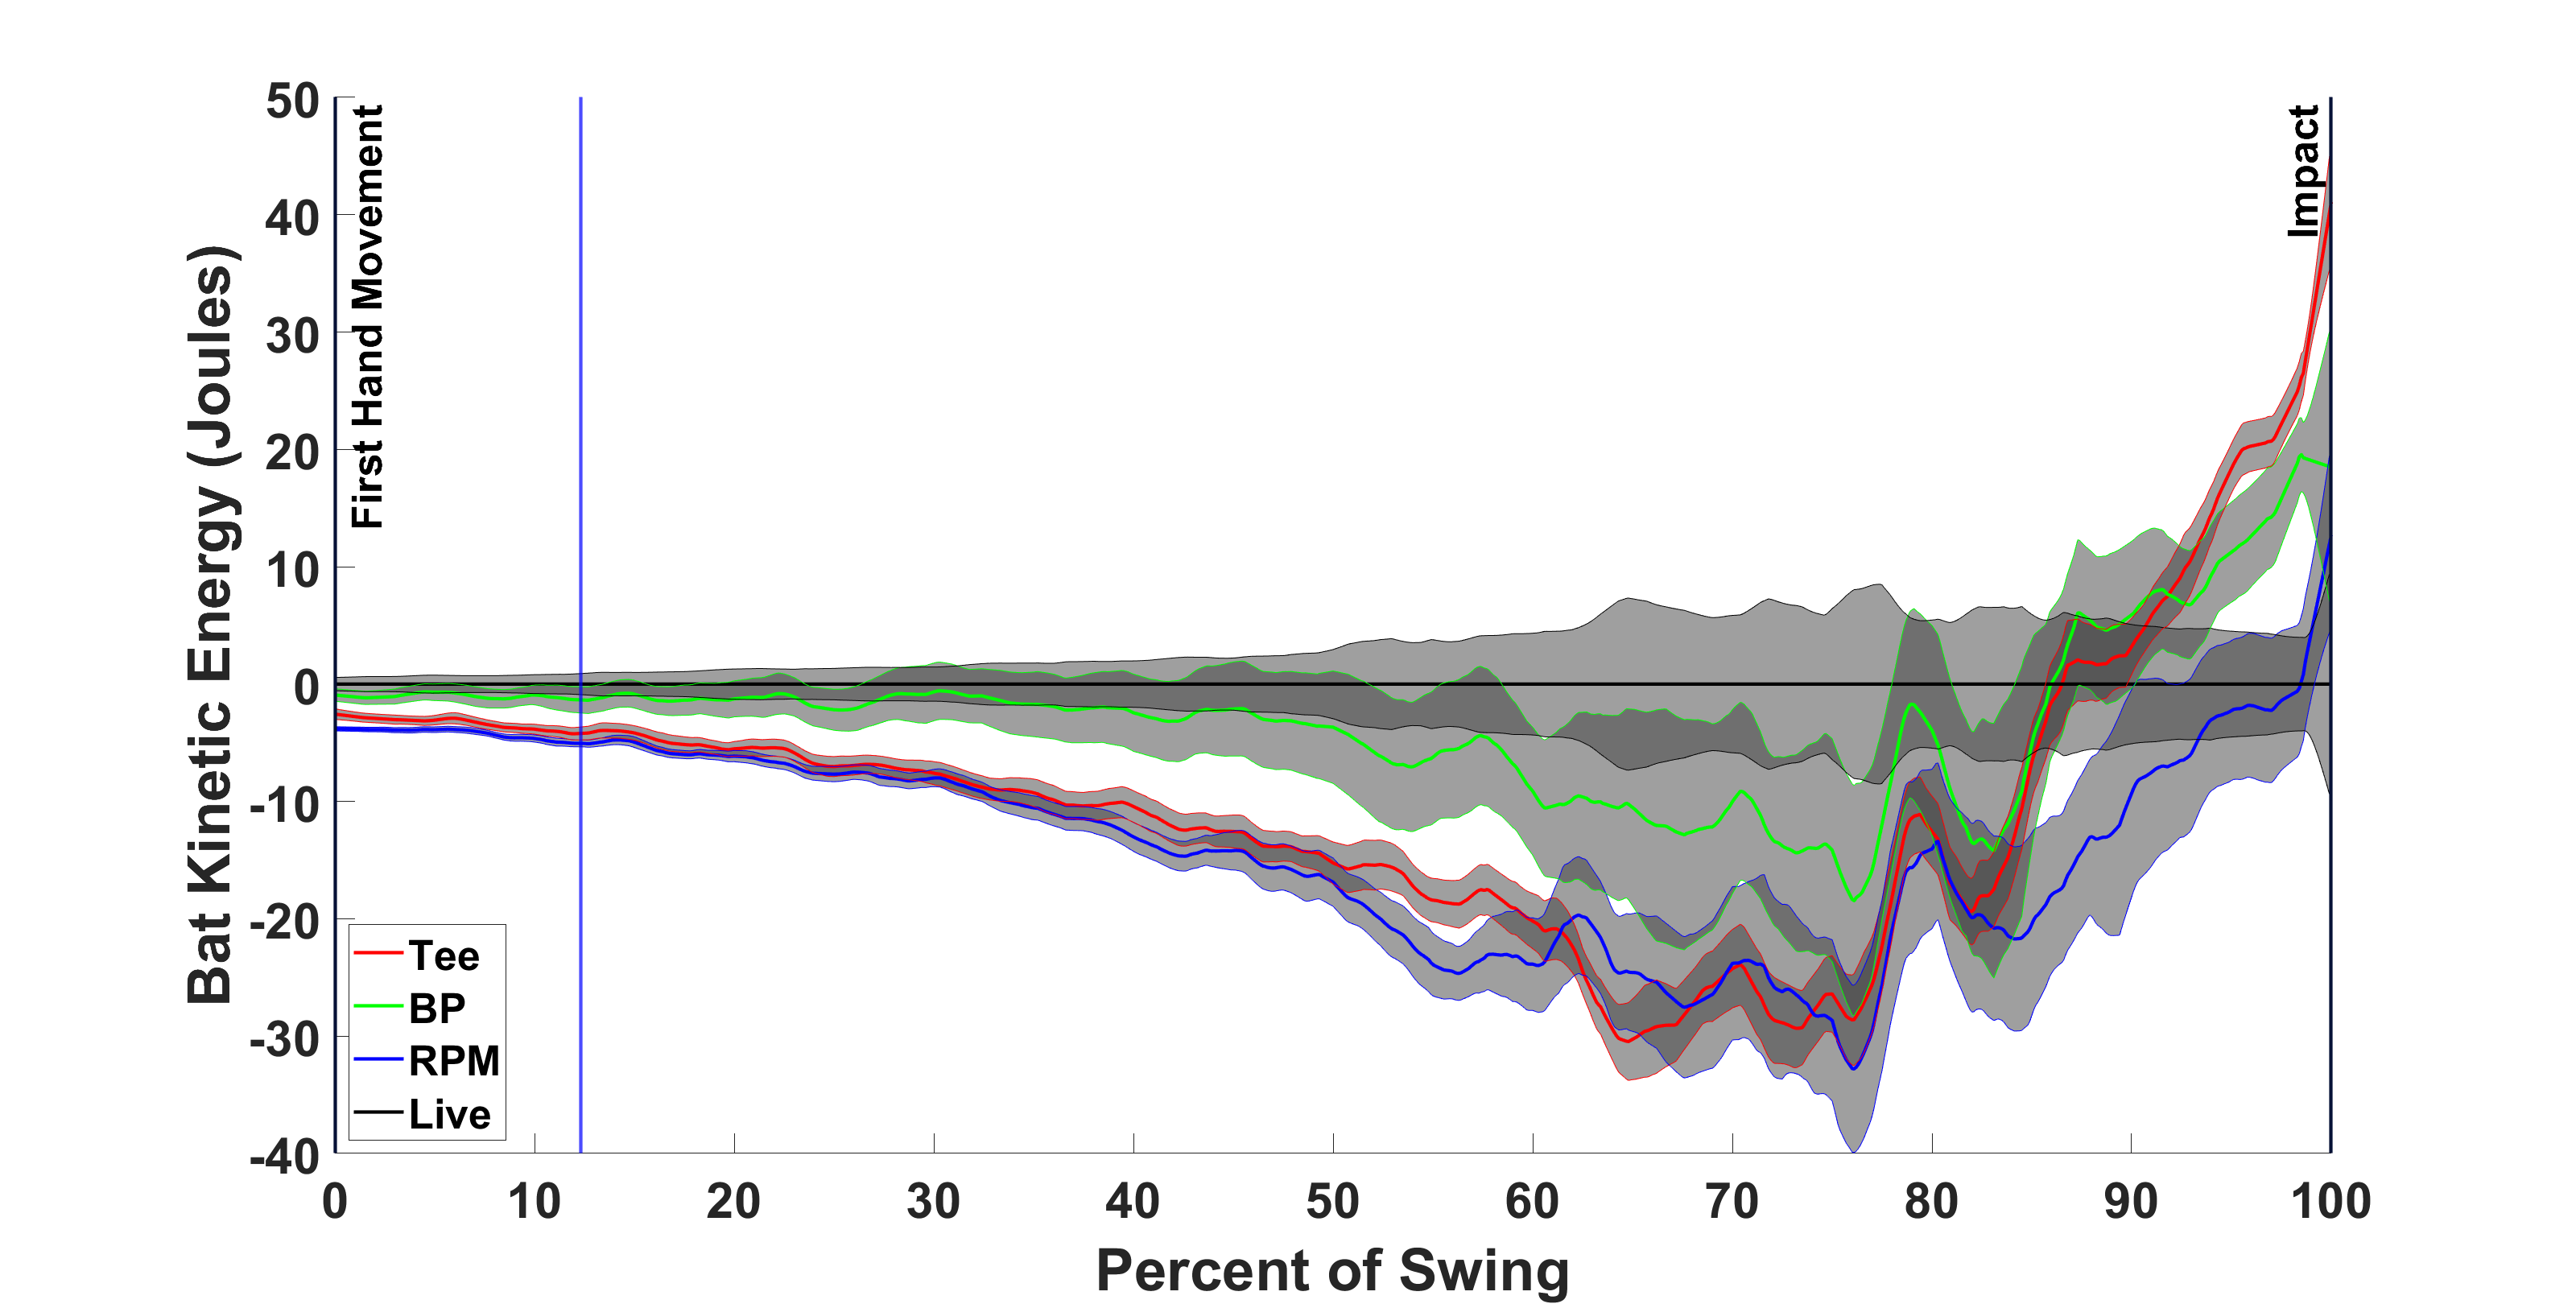 50
40
30
20
10
0
-10
-20
-30
-40
Bat Kinetic Energy (Joules)
First Hand Movement
Impact
Tee
BP
RPM
Live
0 10 20 30 40 50 60 70 80 90 100
Percent of Swing